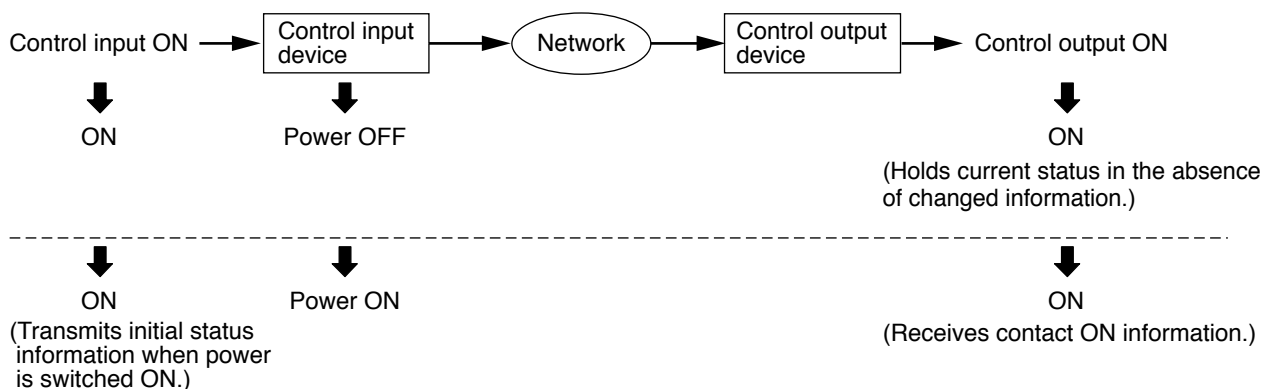 Control input ON
Control input
device
Network
Control output
device
Control output ON
ON
Power OFF
ON
(Holds current status in the absence
of changed information.)
ON
Power ON
ON
(Transmits initial status
information when power
is switched ON.)
(Receives contact ON information.)